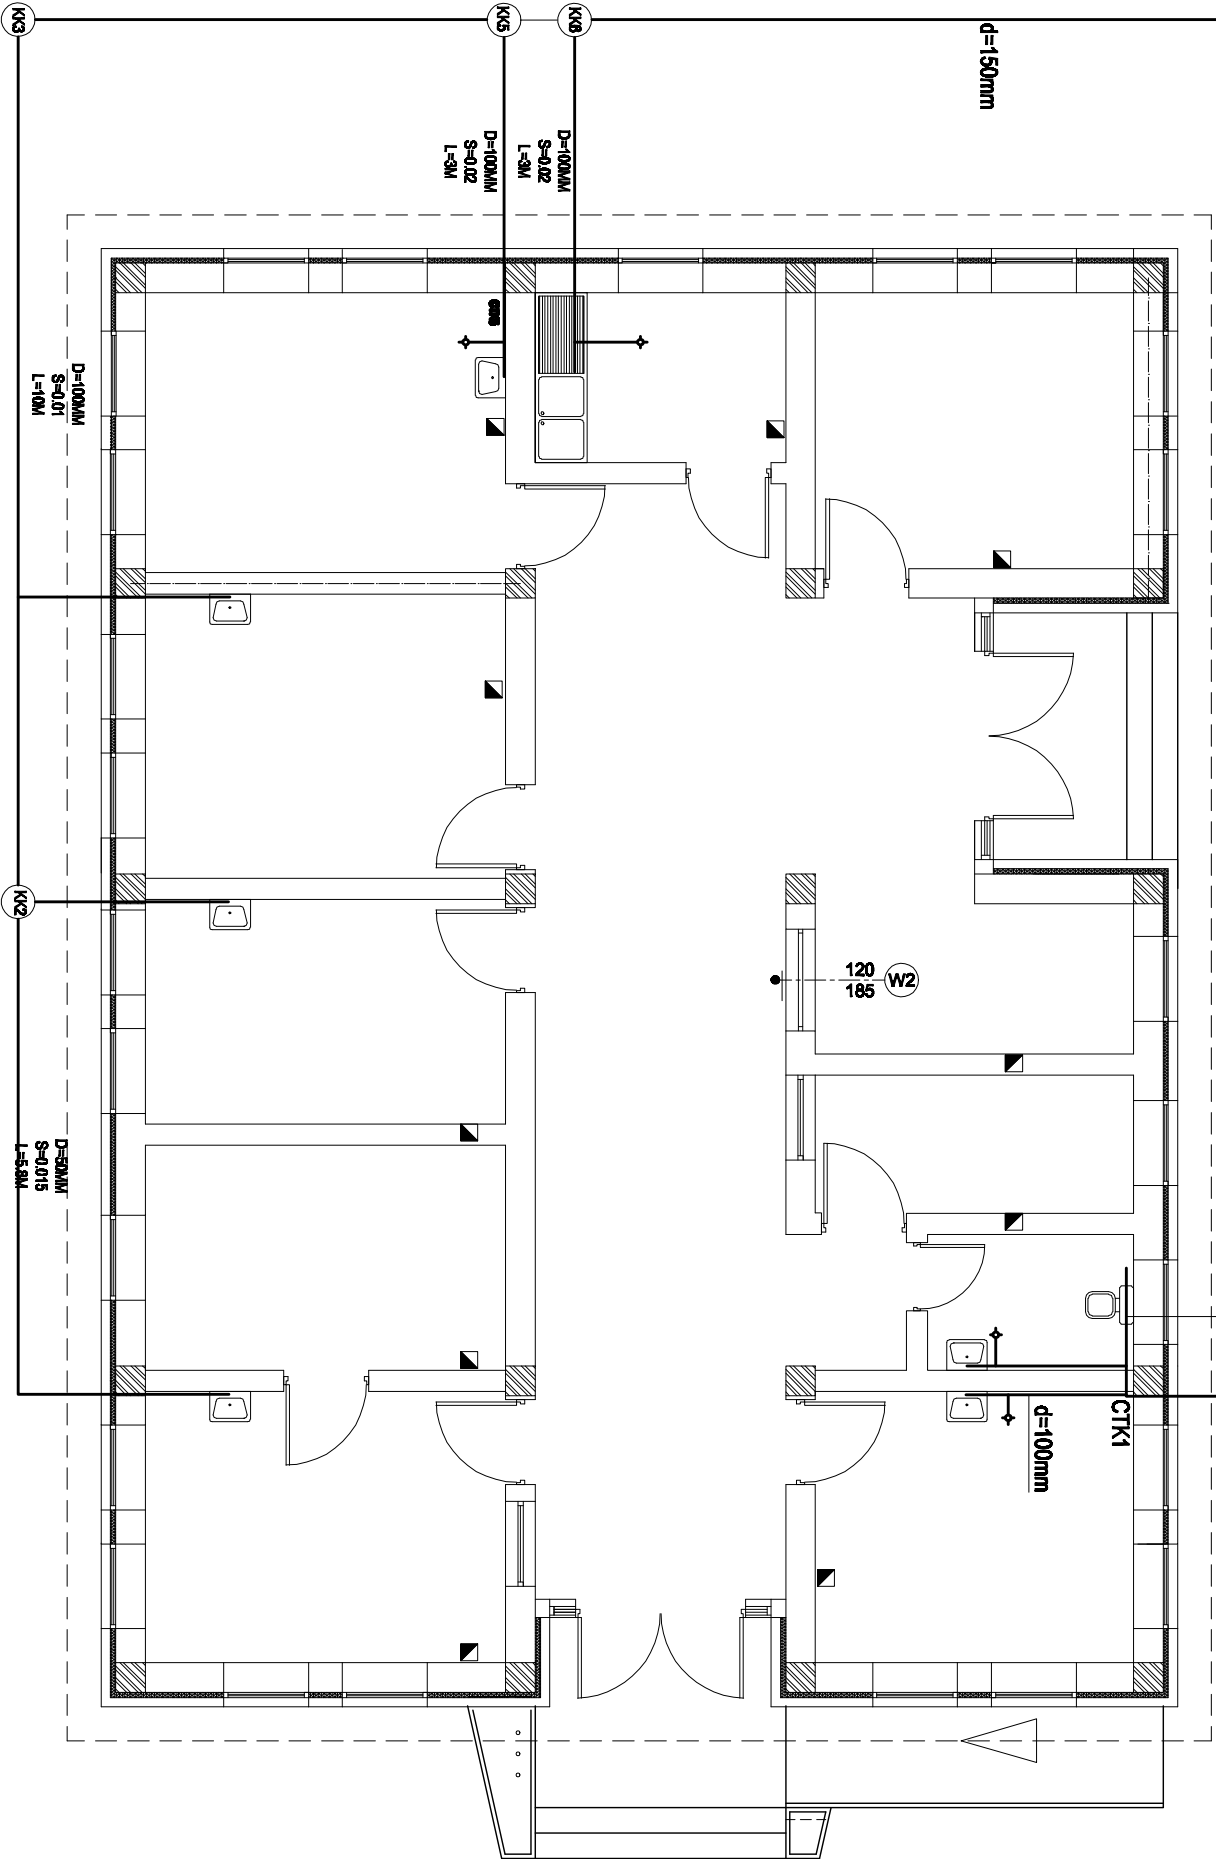 KK3
KK5
KK6
d=150mm
D=100MM
S=0.02
L=3M
D=100MM
S=0.02
L=3M
D=100MM
S=0.01
L=10M
120
185
W2
KK2
D=50MM
S=0.015
L=5.8M
CTK1
d=100mm